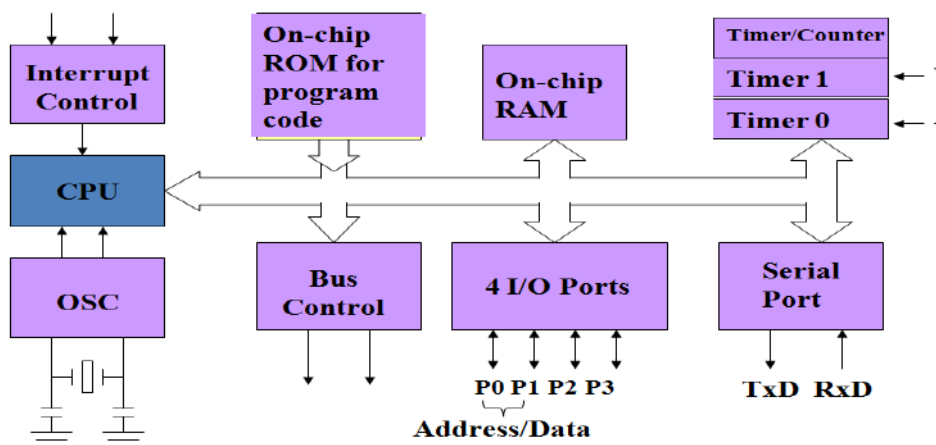 Interrupt
Control
On-chip
ROM for
program
code
On-chip
RAM
Timer/Counter
Timer 1
Timer 0
CPU
OSC
Bus
Control
4 I/O Ports
Serial
Port
P0 P1 P2 P3
Address/Data
TxD RxD